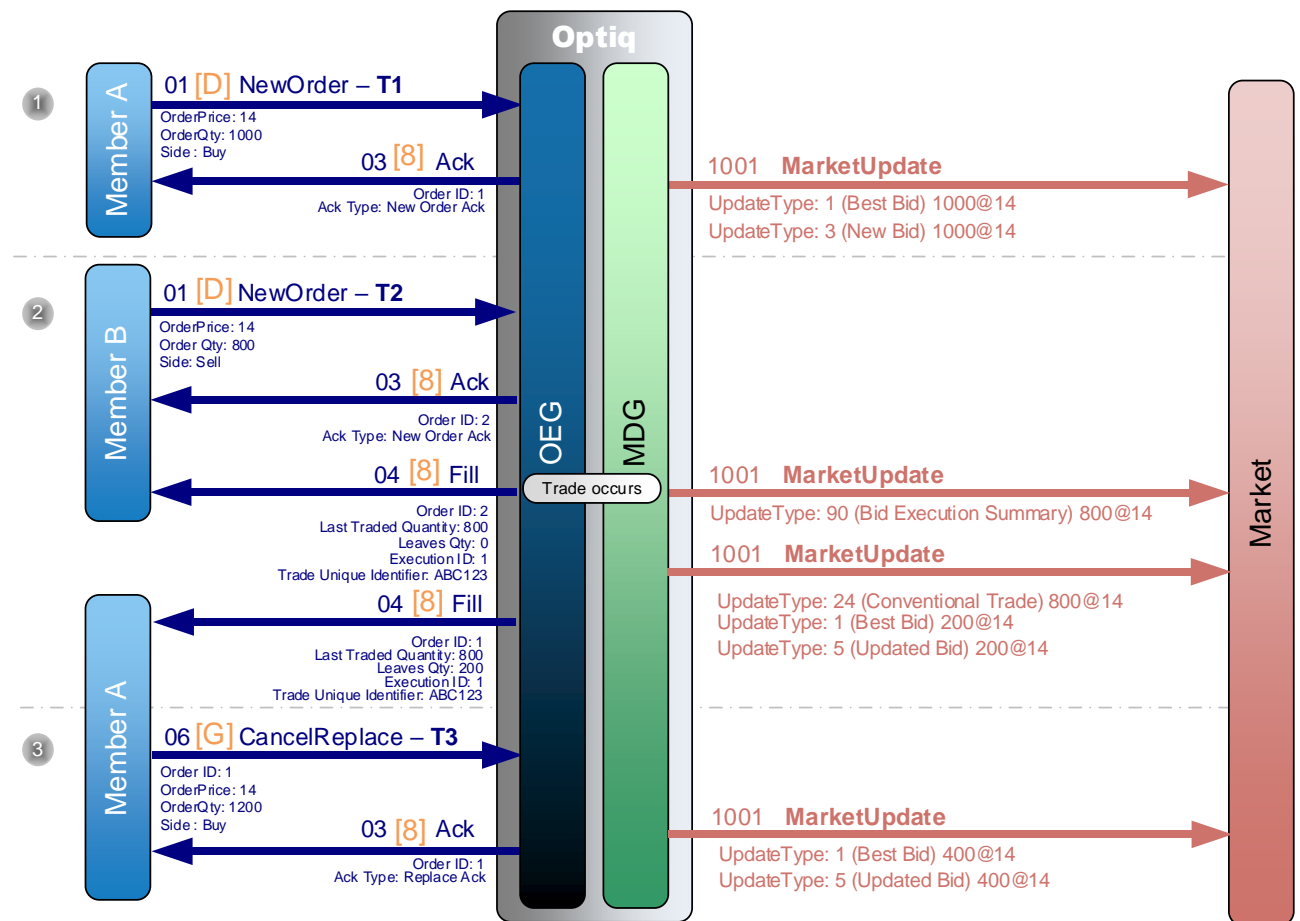 Optiq
OEG
MDG
Market
1
Member A
01 [D] NewOrder – T1
OrderPrice: 14
OrderQty: 1000
Side : Buy
03 [8] Ack
Order ID: 1
Ack Type: New Order Ack
1001 MarketUpdate
UpdateType: 1 (Best Bid) 1000@14
UpdateType: 3 (New Bid) 1000@14
2
Member B
01 [D] NewOrder – T2
OrderPrice: 14
Order Qty: 800
Side: Sell
03 [8] Ack
Order ID: 2
Ack Type: New Order Ack
04 [8] Fill
Trade occurs
Order ID: 2
Last Traded Quantity: 800
Leaves Qty: 0
Execution ID: 1
Trade Unique Identifier: ABC123
1001 MarketUpdate
UpdateType: 90 (Bid Execution Summary) 800@14
1001 MarketUpdate
UpdateType: 24 (Conventional Trade) 800@14
UpdateType: 1 (Best Bid) 200@14
UpdateType: 5 (Updated Bid) 200@14
Member A
04 [8] Fill
Order ID: 1
Last Traded Quantity: 800
Leaves Qty: 200
Execution ID: 1
Trade Unique Identifier: ABC123
3
06 [G] CancelReplace – T3
Order ID: 1
OrderPrice: 14
OrderQty: 1200
Side : Buy
03 [8] Ack
Order ID: 1
Ack Type: Replace Ack
1001 MarketUpdate
UpdateType: 1 (Best Bid) 400@14
UpdateType: 5 (Updated Bid) 400@14